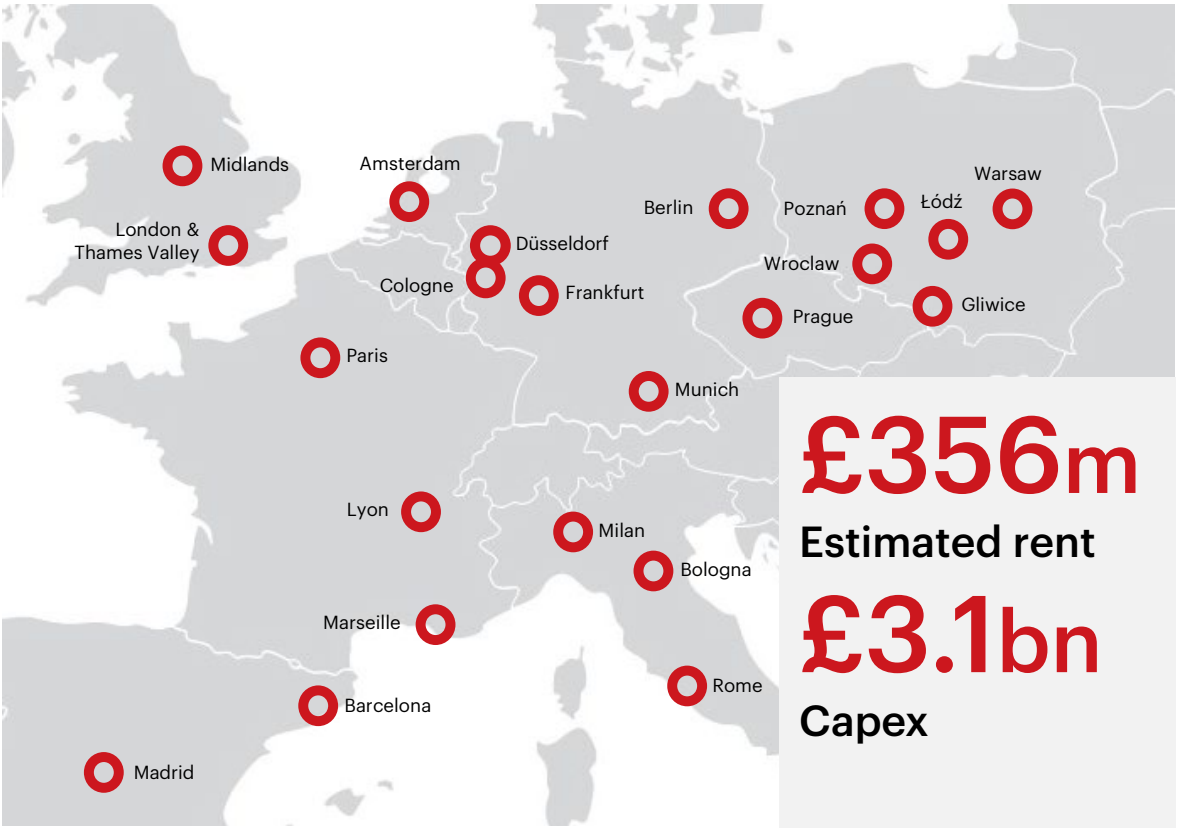 Midlands
Amsterdam
Warsaw
Berlin
Poznań
Łódź
London &
Thames Valley
Düsseldorf
Wroclaw
Cologne
Frankfurt
Gliwice
Prague
Paris
Munich
£356m
Estimated rent
Lyon
Milan
Bologna
£3.1bn
Marseille
Rome
Barcelona
Capex
Madrid